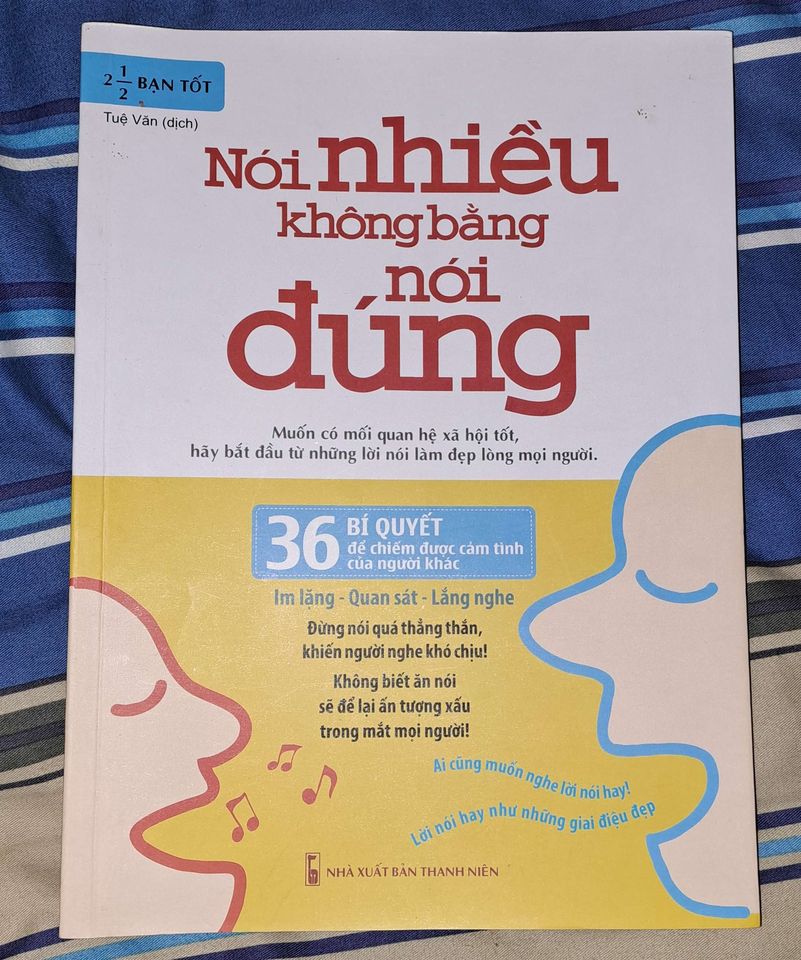 2 1/2 BẠN TỐT
Tuệ Văn (dịch)
Nói nhiều
không bằng
nói
đúng
Muốn có mối quan hệ xã hội tốt,
hãy bắt đầu từ những lời nói làm đẹp lòng mọi người.
36 BÍ QUYẾT
để chiếm được cảm tình
của người khác
Im lặng - Quan sát - Lắng nghe
Đừng nói quá thẳng thắn,
khiến người nghe khó chịu!
Không biết ăn nói
sẽ để lại ấn tượng xấu
trong mắt mọi người!
Ai cũng muốn nghe lời nói hay!
Lời nói hay như những giai điệu đẹp
NHÀ XUẤT BẢN THANH NIÊN